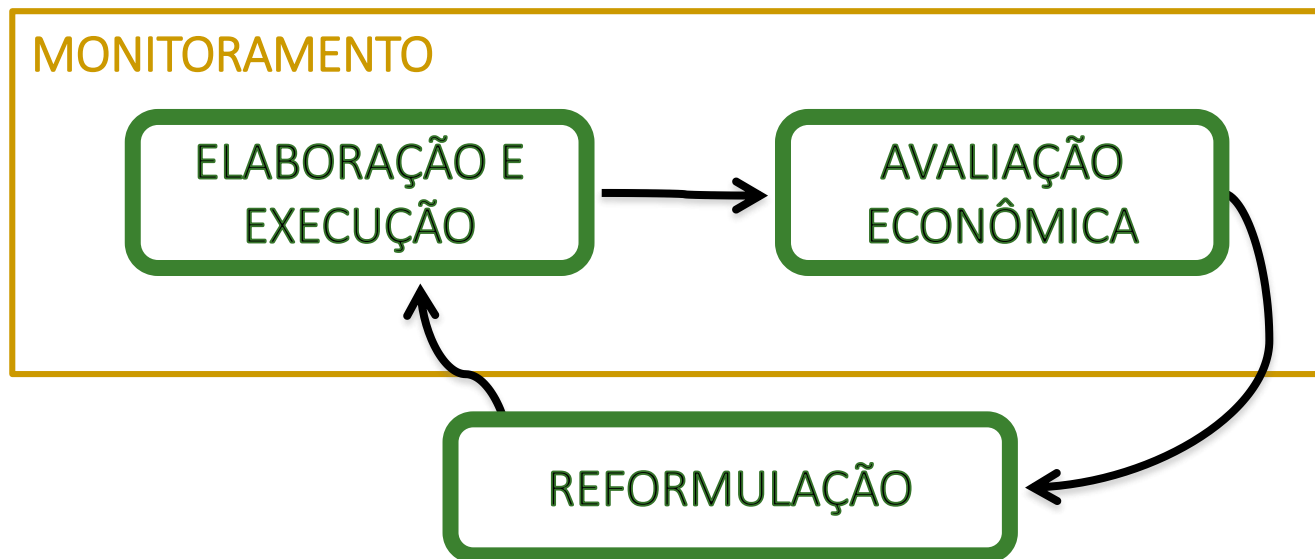 MONITORAMENTO
ELABORAÇÃO E
EXECUÇÃO
AVALIAÇÃO
ECONÔMICA
REFORMULAÇÃO